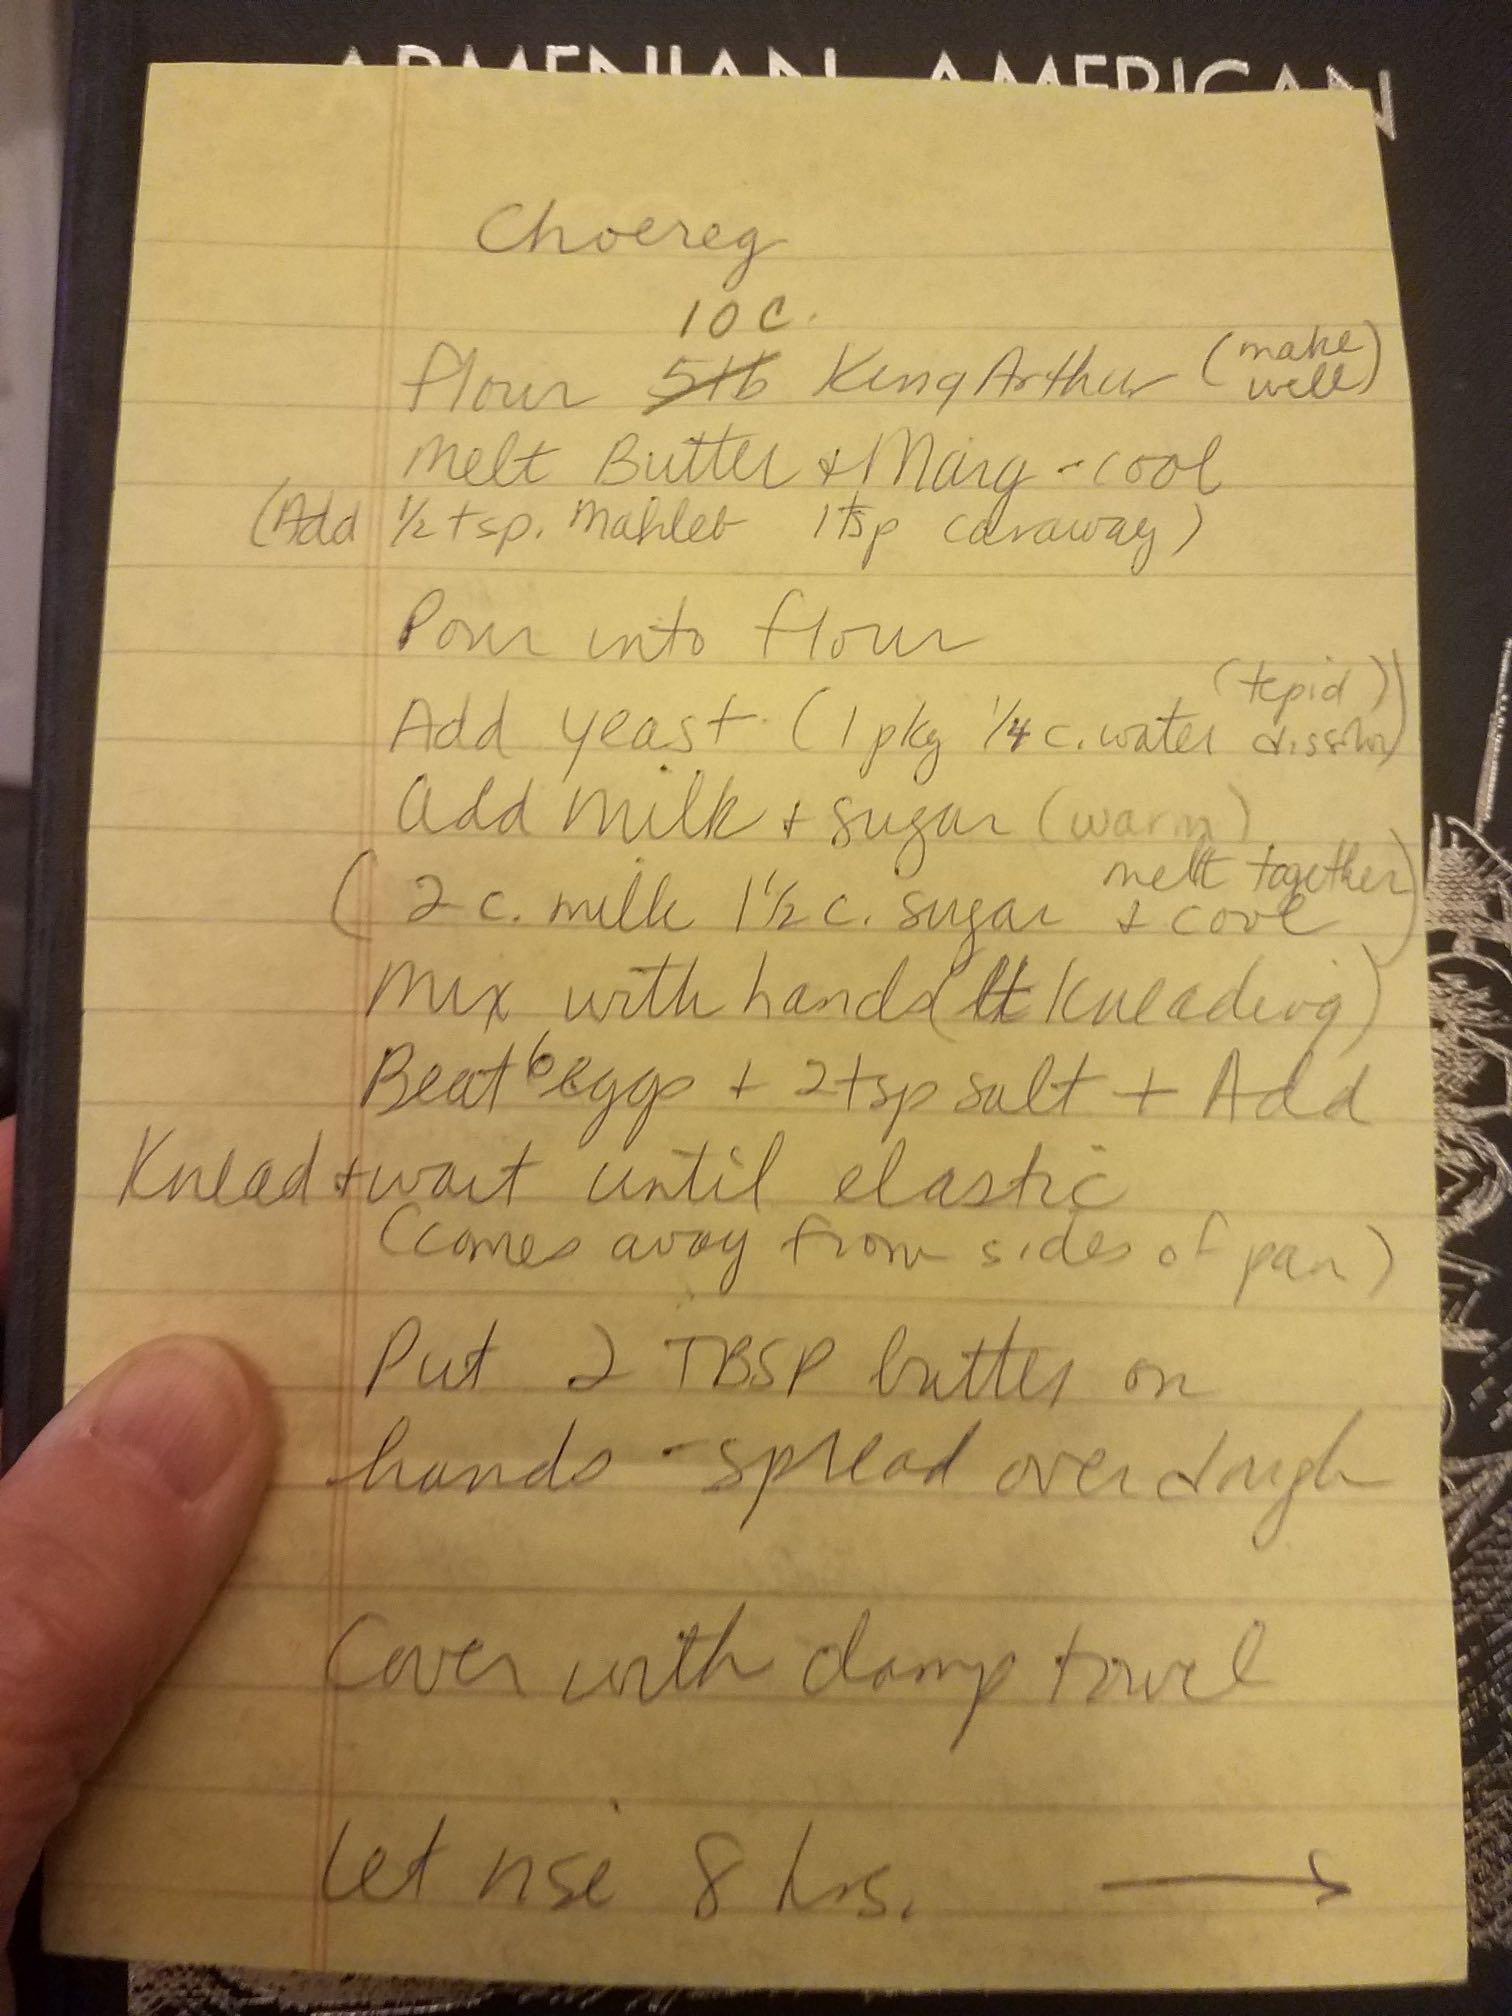 ARMENIAN AMERICAN
Choereg
10 C.
flour 5 lb King Arthur (make well)
Melt Butter + Marg - cool
(Add 1/2 tsp. Mahleb 1 tsp caraway)
Pour into flour
Add yeast (1 pkg 1/4 c. water (tepid) dissolve)
Add milk + sugar (warm)
(2 c. milk 1 1/2 c. sugar melt together + cool)
Mix with hands (lt Kneading)
Beat 6 eggs + 2 tsp salt + Add
Knead + wait until elastic
(comes away from sides of pan)
Put 2 TBSP butter on
hands - spread over dough
Cover with damp towel
Let rise 8 hrs. →